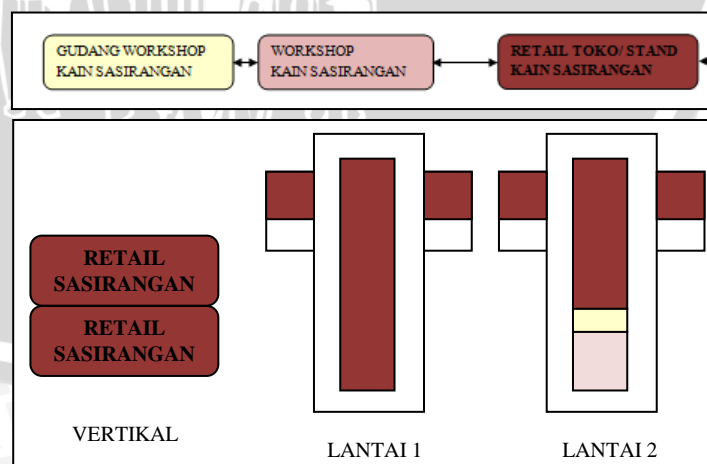 GUDANG WORKSHOP
KAIN SASIRANGAN
WORKSHOP
KAIN SASIRANGAN
RETAIL TOKO/ STAND
KAIN SASIRANGAN
RETAIL
SASIRANGAN
RETAIL
SASIRANGAN
VERTIKAL
LANTAI 1
LANTAI 2